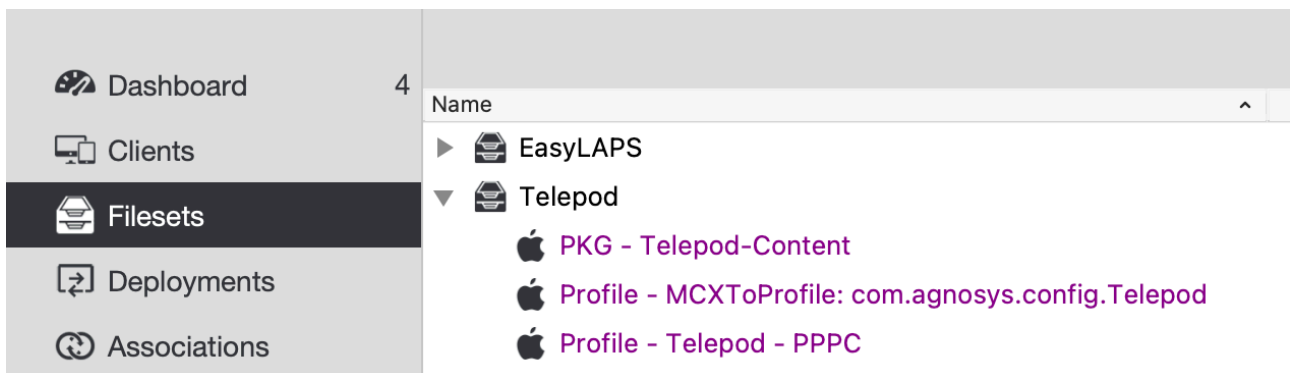 Dashboard 4
Clients
Filesets
Deployments
Associations
Name
EasyLAPS
Telepod
PKG - Telepod-Content
Profile - MCXToProfile: com.agnosys.config.Telepod
Profile - Telepod - PPPC